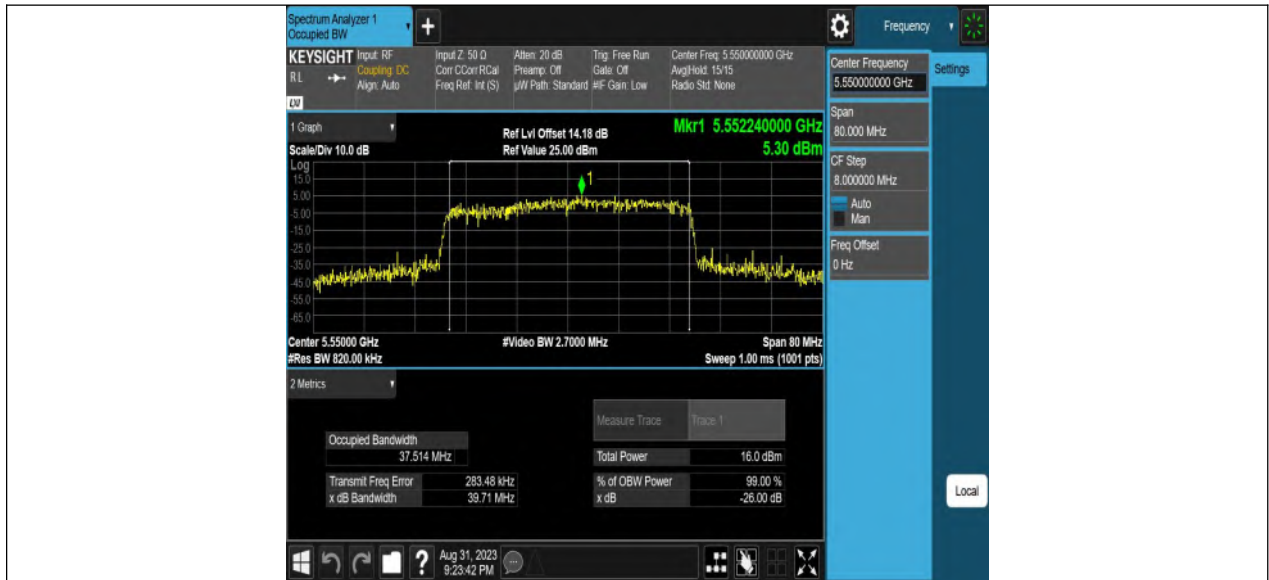 Spectrum Analyzer 1
Occupied BW
+
Frequency
KEYSIGHT
R L
LXI
Input: RF
Coupling: DC
Align: Auto
Input Z: 50 Ω
Corr CCorr RCal
Freq Ref: Int (S)
Atten: 20 dB
Preamp: Off
µW Path: Standard
Trig: Free Run
Gate: Off
#IF Gain: Low
Center Freq: 5.550000000 GHz
Avg|Hold: 15/15
Radio Std: None
Center Frequency
5.550000000 GHz
Settings
Span
80.000 MHz
CF Step
8.000000 MHz
Auto
Man
Freq Offset
0 Hz
1 Graph
Scale/Div 10.0 dB
Ref Lvl Offset 14.18 dB
Ref Value 25.00 dBm
Mkr1 5.552240000 GHz
5.30 dBm
Log
15.0
5.00
-5.00
-15.0
-25.0
-35.0
-45.0
-55.0
-65.0
1
Center 5.55000 GHz
#Res BW 820.00 kHz
#Video BW 2.7000 MHz
Span 80 MHz
Sweep 1.00 ms (1001 pts)
2 Metrics
Measure Trace
Trace 1
Occupied Bandwidth
37.514 MHz
Total Power
16.0 dBm
Transmit Freq Error
283.48 kHz
% of OBW Power
99.00 %
x dB Bandwidth
39.71 MHz
x dB
-26.00 dB
Local
?
Aug 31, 2023
9:23:42 PM